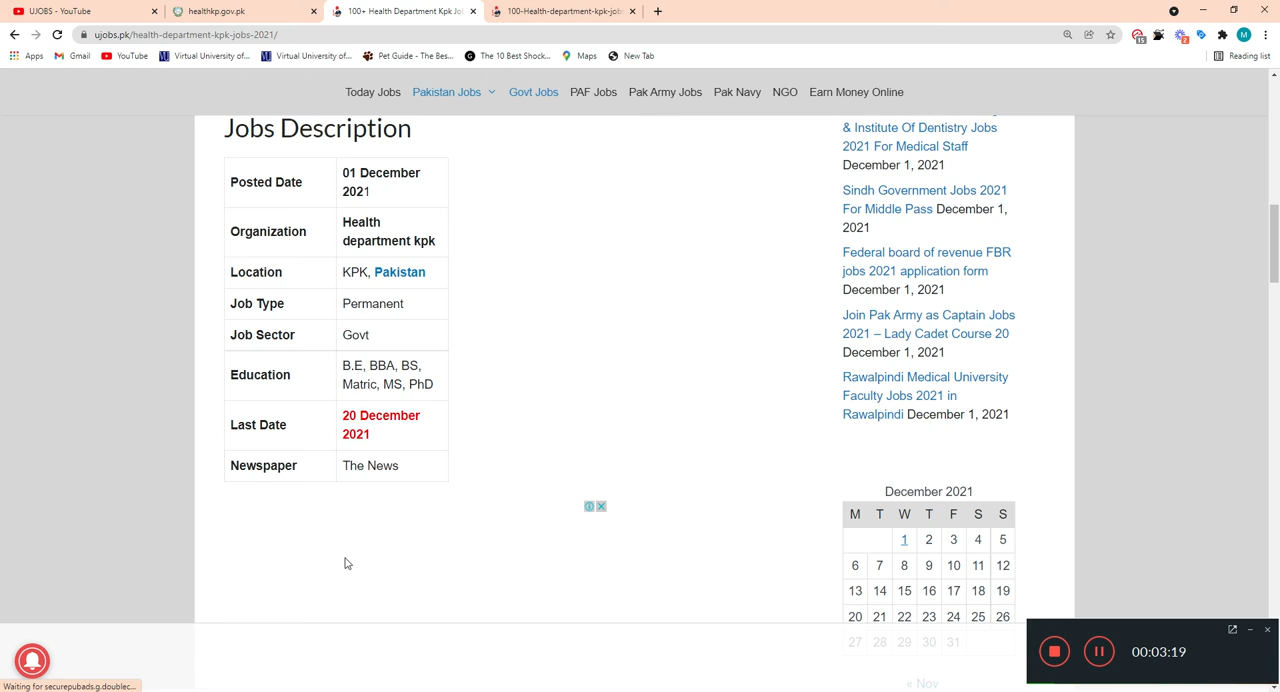 UJOBS - YouTube
healthkp.gov.pk
100+ Health Department Kpk Jo
100-Health-department-kpk-job
ujobs.pk/health-department-kpk-jobs-2021/
15
2
M
Apps
Gmail
YouTube
Virtual University of...
Virtual University of...
Pet Guide - The Bes...
The 10 Best Shock...
Maps
New Tab
Reading list
Today Jobs
Pakistan Jobs
Govt Jobs
PAF Jobs
Pak Army Jobs
Pak Navy
NGO
Earn Money Online
Jobs Description
Posted Date
01 December
2021
Organization
Health
department kpk
Location
KPK, Pakistan
Job Type
Permanent
Job Sector
Govt
Education
B.E, BBA, BS,
Matric, MS, PhD
Last Date
20 December
2021
Newspaper
The News
& Institute Of Dentistry Jobs
2021 For Medical Staff
December 1, 2021
Sindh Government Jobs 2021
For Middle Pass December 1,
2021
Federal board of revenue FBR
jobs 2021 application form
December 1, 2021
Join Pak Army as Captain Jobs
2021 – Lady Cadet Course 20
December 1, 2021
Rawalpindi Medical University
Faculty Jobs 2021 in
Rawalpindi December 1, 2021
December 2021
M T W T F S S
1 2 3 4 5
6 7 8 9 10 11 12
13 14 15 16 17 18 19
20 21 22 23 24 25 26
27 28 29 30 31
« Nov
00:03:19
Waiting for securepubads.g.doublec...